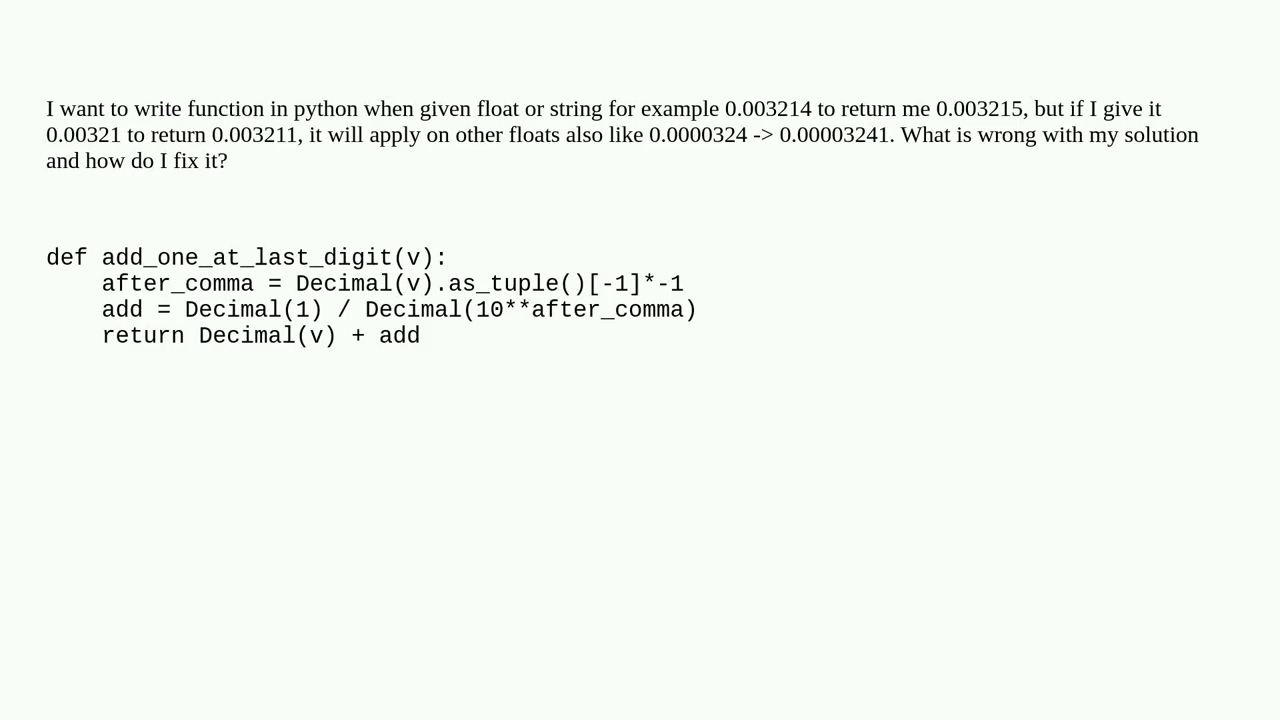 I want to write function in python when given float or string for example 0.003214 to return me 0.003215, but if I give it
0.00321 to return 0.003211, it will apply on other floats also like 0.0000324 -> 0.00003241. What is wrong with my solution
and how do I fix it?
def add_one_at_last_digit(v):
    after_comma = Decimal(v).as_tuple()[-1]*-1
    add = Decimal(1) / Decimal(10**after_comma)
    return Decimal(v) + add